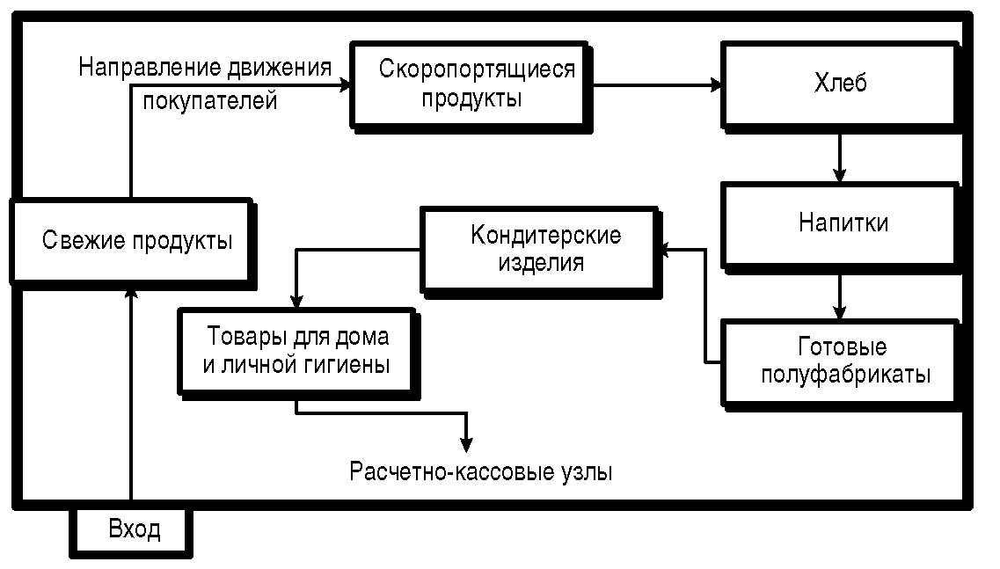 Направление движения
покупателей
Скоропортящиеся
продукты
Хлеб
Свежие продукты
Кондитерские
изделия
Напитки
Товары для дома
и личной гигиены
Готовые
полуфабрикаты
Расчетно-кассовые узлы
Вход